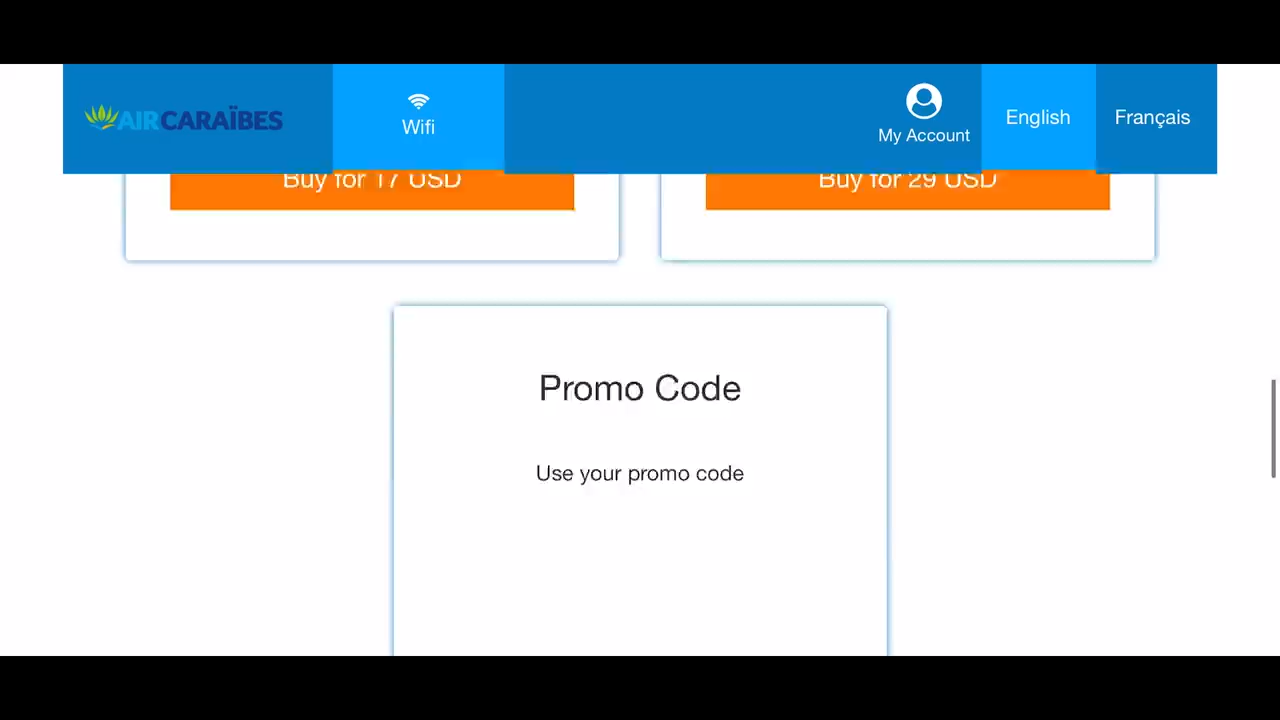 AIRCARAÏBES
Wifi
My Account
English
Français
Buy for 17 USD
Buy for 29 USD
Promo Code
Use your promo code